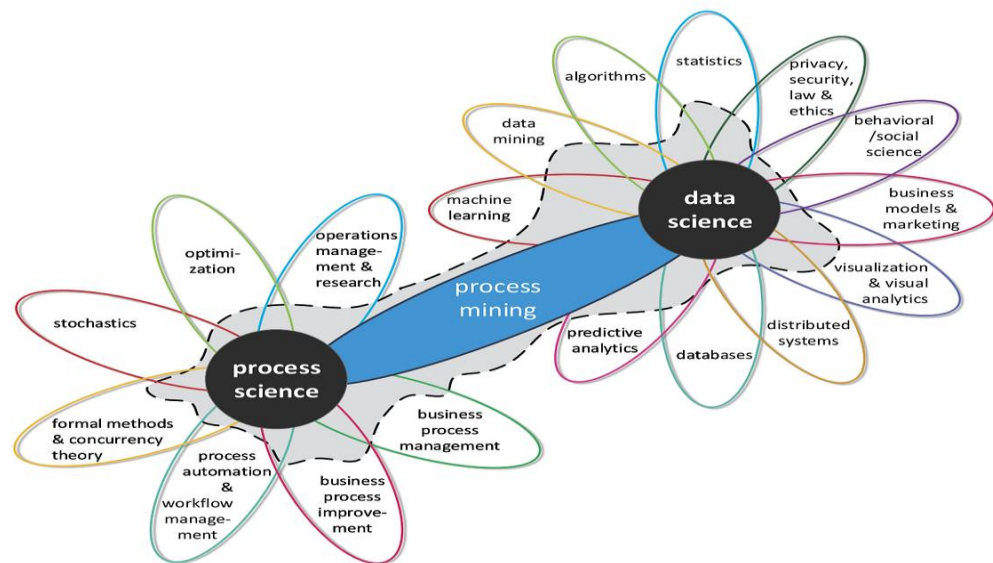 statistics
algorithms
privacy,
security,
law &
ethics
data
mining
behavioral
/social
science
machine
learning
data
science
business
models &
marketing
visualization
& visual
analytics
distributed
systems
databases
predictive
analytics
process
mining
operations
manage-
ment &
research
optimi-
zation
stochastics
process
science
formal methods
& concurrency
theory
process
automation
&
workflow
manage-
ment
business
process
improve-
ment
business
process
management